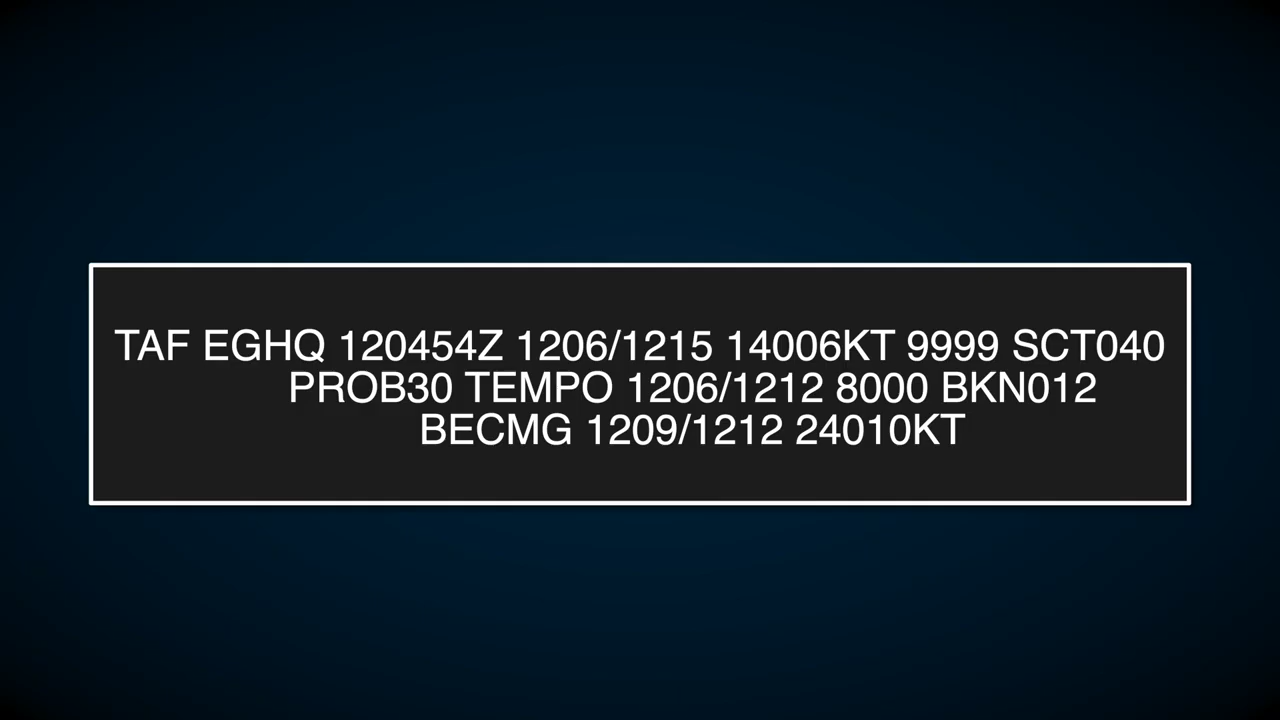 TAF EGHQ 120454Z 1206/1215 14006KT 9999 SCT040
PROB30 TEMPO 1206/1212 8000 BKN012
BECMG 1209/1212 24010KT